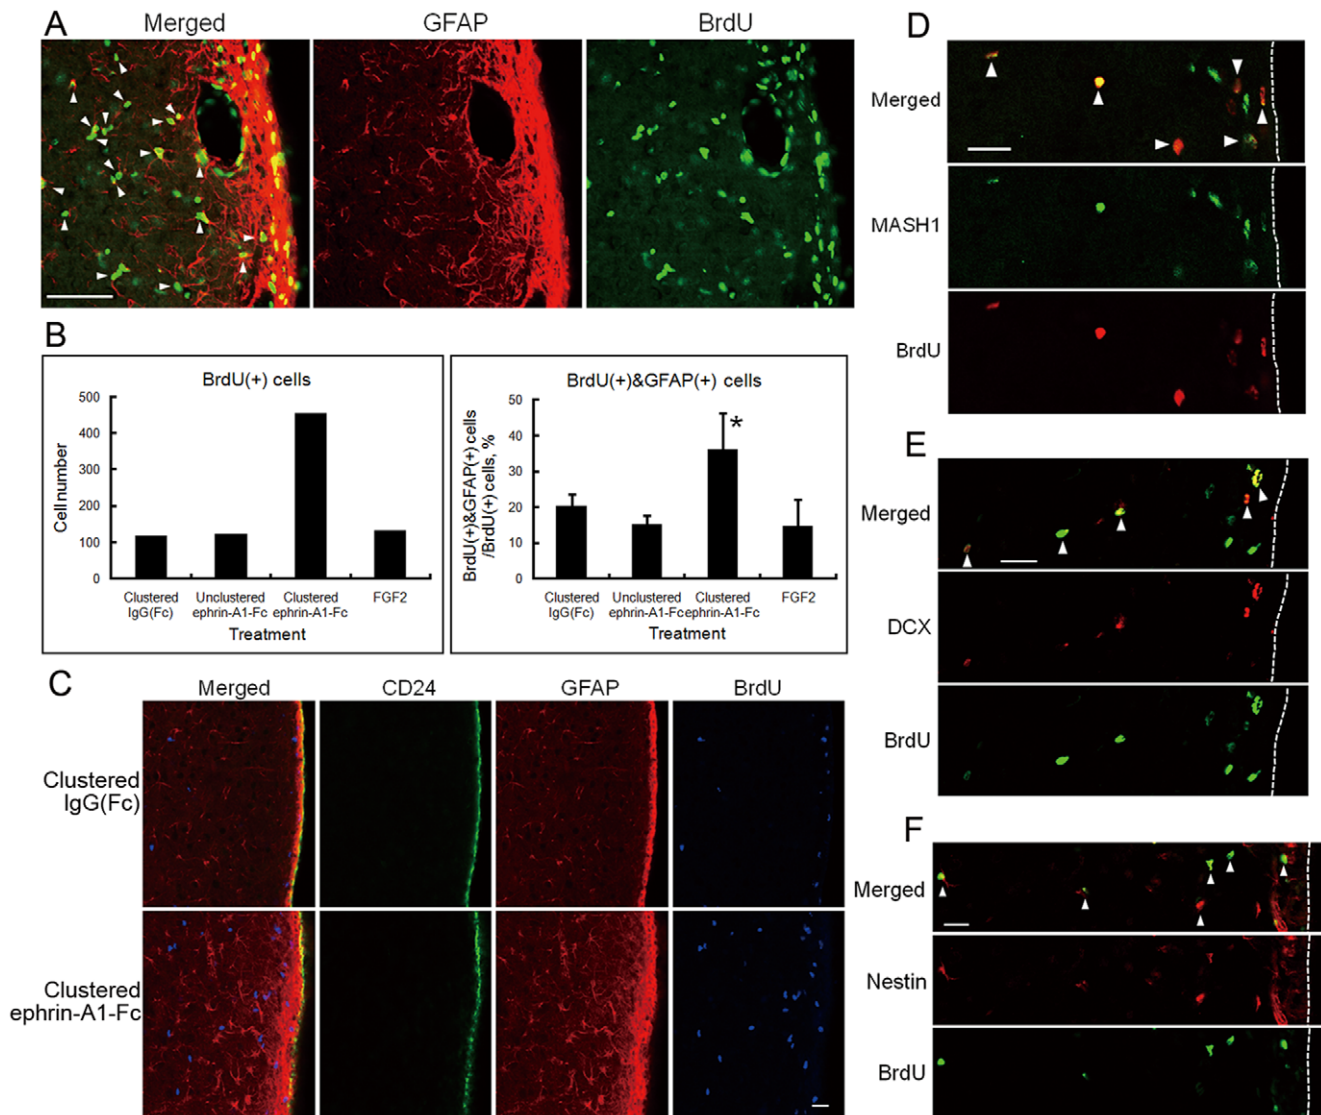 A
Merged
GFAP
BrdU
B
BrdU(+) cells
Cell number
500
400
300
200
100
0
Clustered
IgG(Fc)
Unclustered
ephrin-A1-Fc
Clustered
ephrin-A1-Fc
FGF2
Treatment
BrdU(+)&GFAP(+) cells
BrdU(+)&GFAP(+) cells
/BrdU(+) cells, %
50
40
30
20
10
0
*
Clustered
IgG(Fc)
Unclustered
ephrin-A1-Fc
Clustered
ephrin-A1-Fc
FGF2
Treatment
C
Merged
CD24
GFAP
BrdU
Clustered
IgG(Fc)
Clustered
ephrin-A1-Fc
D
Merged
MASH1
BrdU
E
Merged
DCX
BrdU
F
Merged
Nestin
BrdU